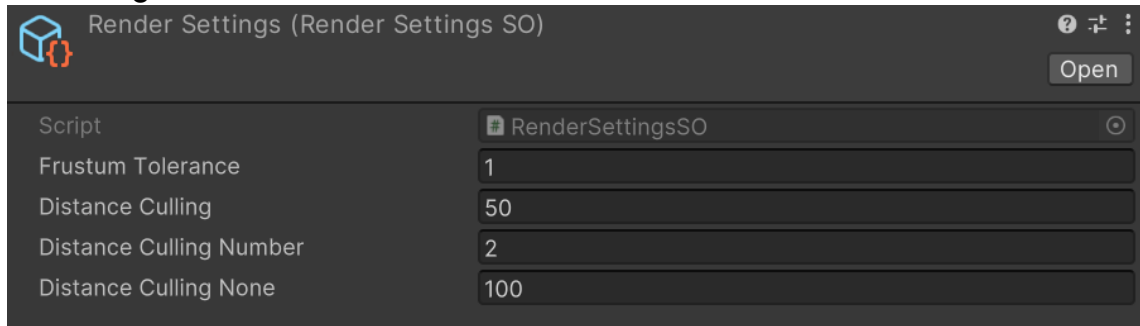 Render Settings (Render Settings SO)
Open
Script RenderSettingsSO
Frustum Tolerance 1
Distance Culling 50
Distance Culling Number 2
Distance Culling None 100